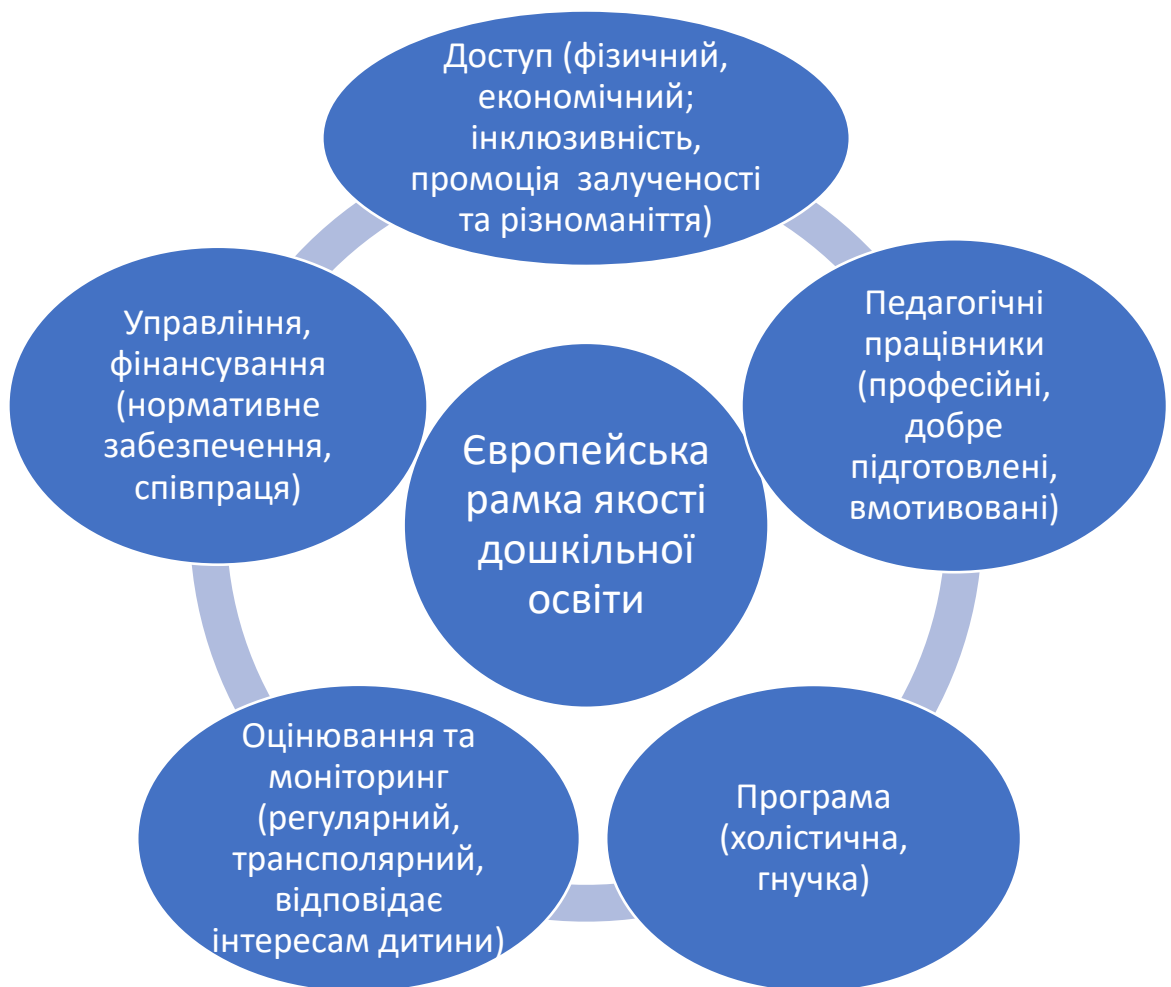 Доступ (фізичний,
економічний;
інклюзивність,
промоція залученості
та різноманіття)
Управління,
фінансування
(нормативне
забезпечення,
співпраця)
Педагогічні
працівники
(професійні,
добре
підготовлені,
вмотивовані)
Європейська
рамка якості
дошкільної
освіти
Оцінювання та
моніторинг
(регулярний,
трансполярний,
відповідає
інтересам дитини)
Програма
(холістична,
гнучка)